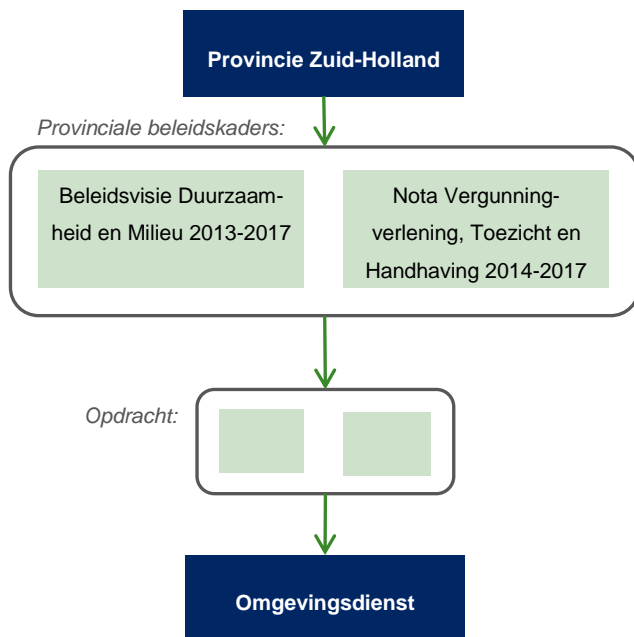 Provincie Zuid-Holland
Provinciale beleidskaders:
Beleidsvisie Duurzaam-
heid en Milieu 2013-2017
Nota Vergunning-
verlening, Toezicht en
Handhaving 2014-2017
Opdracht:
Omgevingsdienst